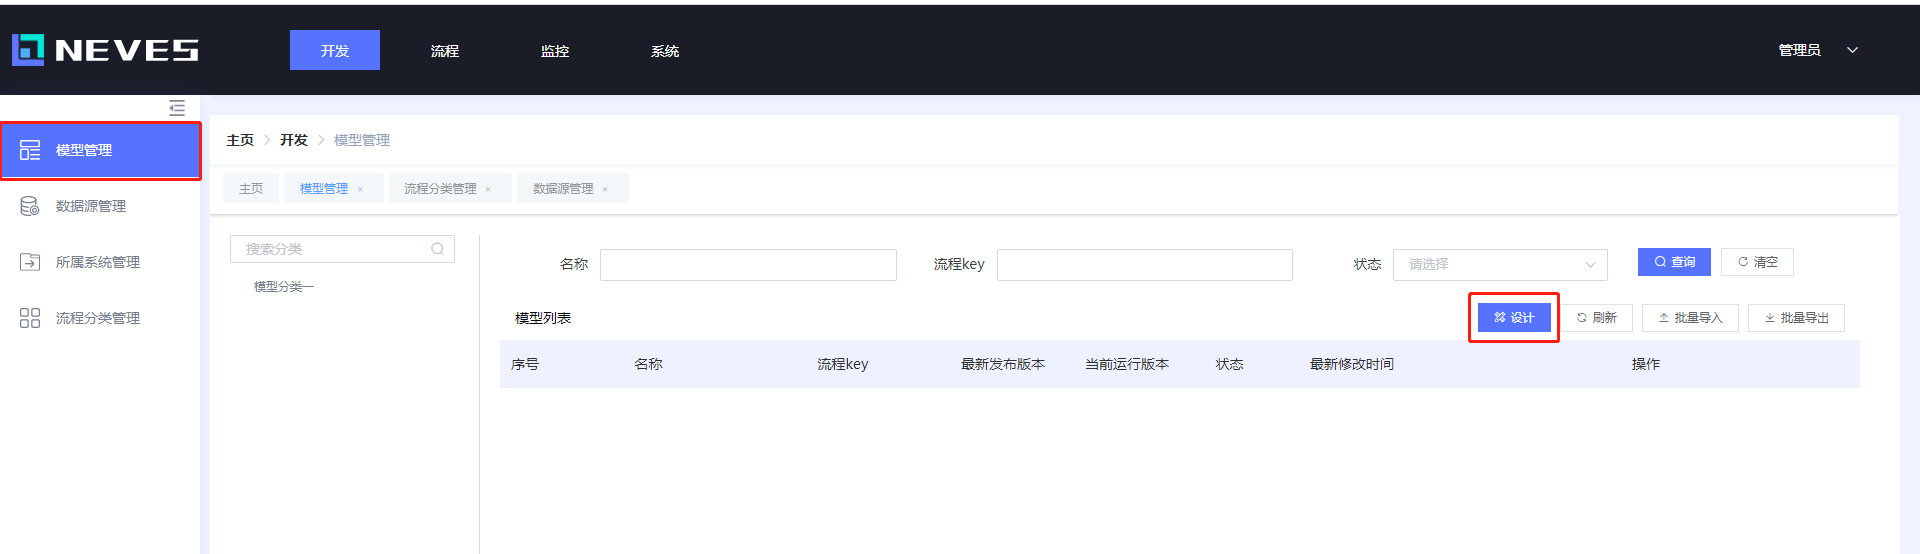 NEVES 开发 流程 监控 系统 管理员
模型管理
数据源管理
所属系统管理
流程分类管理
主页 > 开发 > 模型管理
主页 模型管理 × 流程分类管理 × 数据源管理 ×
搜索分类
模型分类一
名称 流程key 状态 请选择 查询 清空
模型列表 设计 刷新 批量导入 批量导出
序号 名称 流程key 最新发布版本 当前运行版本 状态 最新修改时间 操作